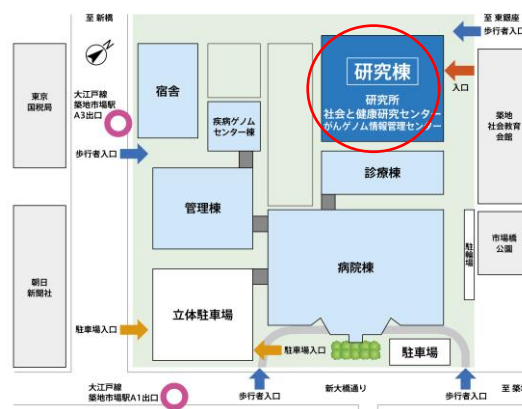 至 新橋
至 東銀座
歩行者入口
東京
国税局
大江戸線
築地市場駅
A3出口
宿舎
疾病ゲノム
センター棟
研究棟
研究所
社会と健康研究センター
がんゲノム情報管理センター
入口
築地
社会教育
会館
歩行者入口
管理棟
診療棟
病院棟
駐輪場
市場橋
公園
朝日
新聞社
立体駐車場
駐車場入口
駐車場入口
駐車場
大江戸線
築地市場駅A1出口
歩行者入口
新大橋通り
歩行者入口
至 築